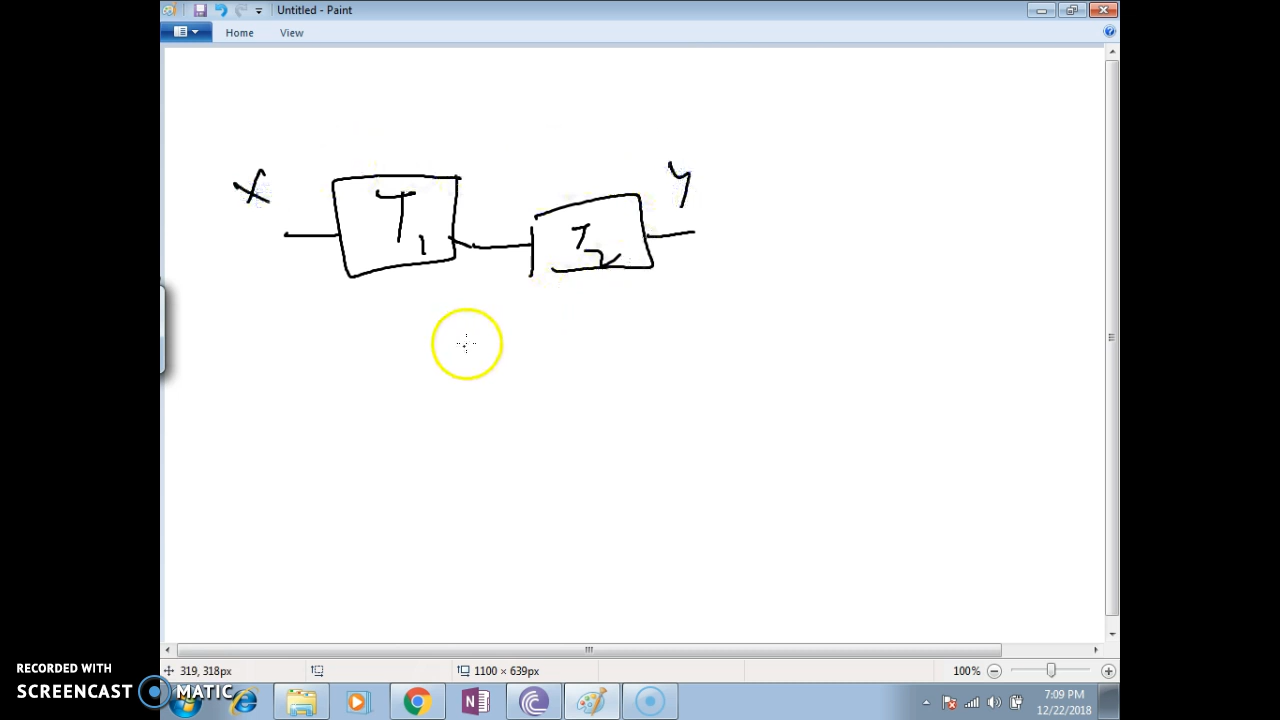 Untitled - Paint
Home View
X
T1
T2
y
319, 318px
1100 × 639px
100%
RECORDED WITH
SCREENCAST MATIC
7:09 PM
12/22/2018